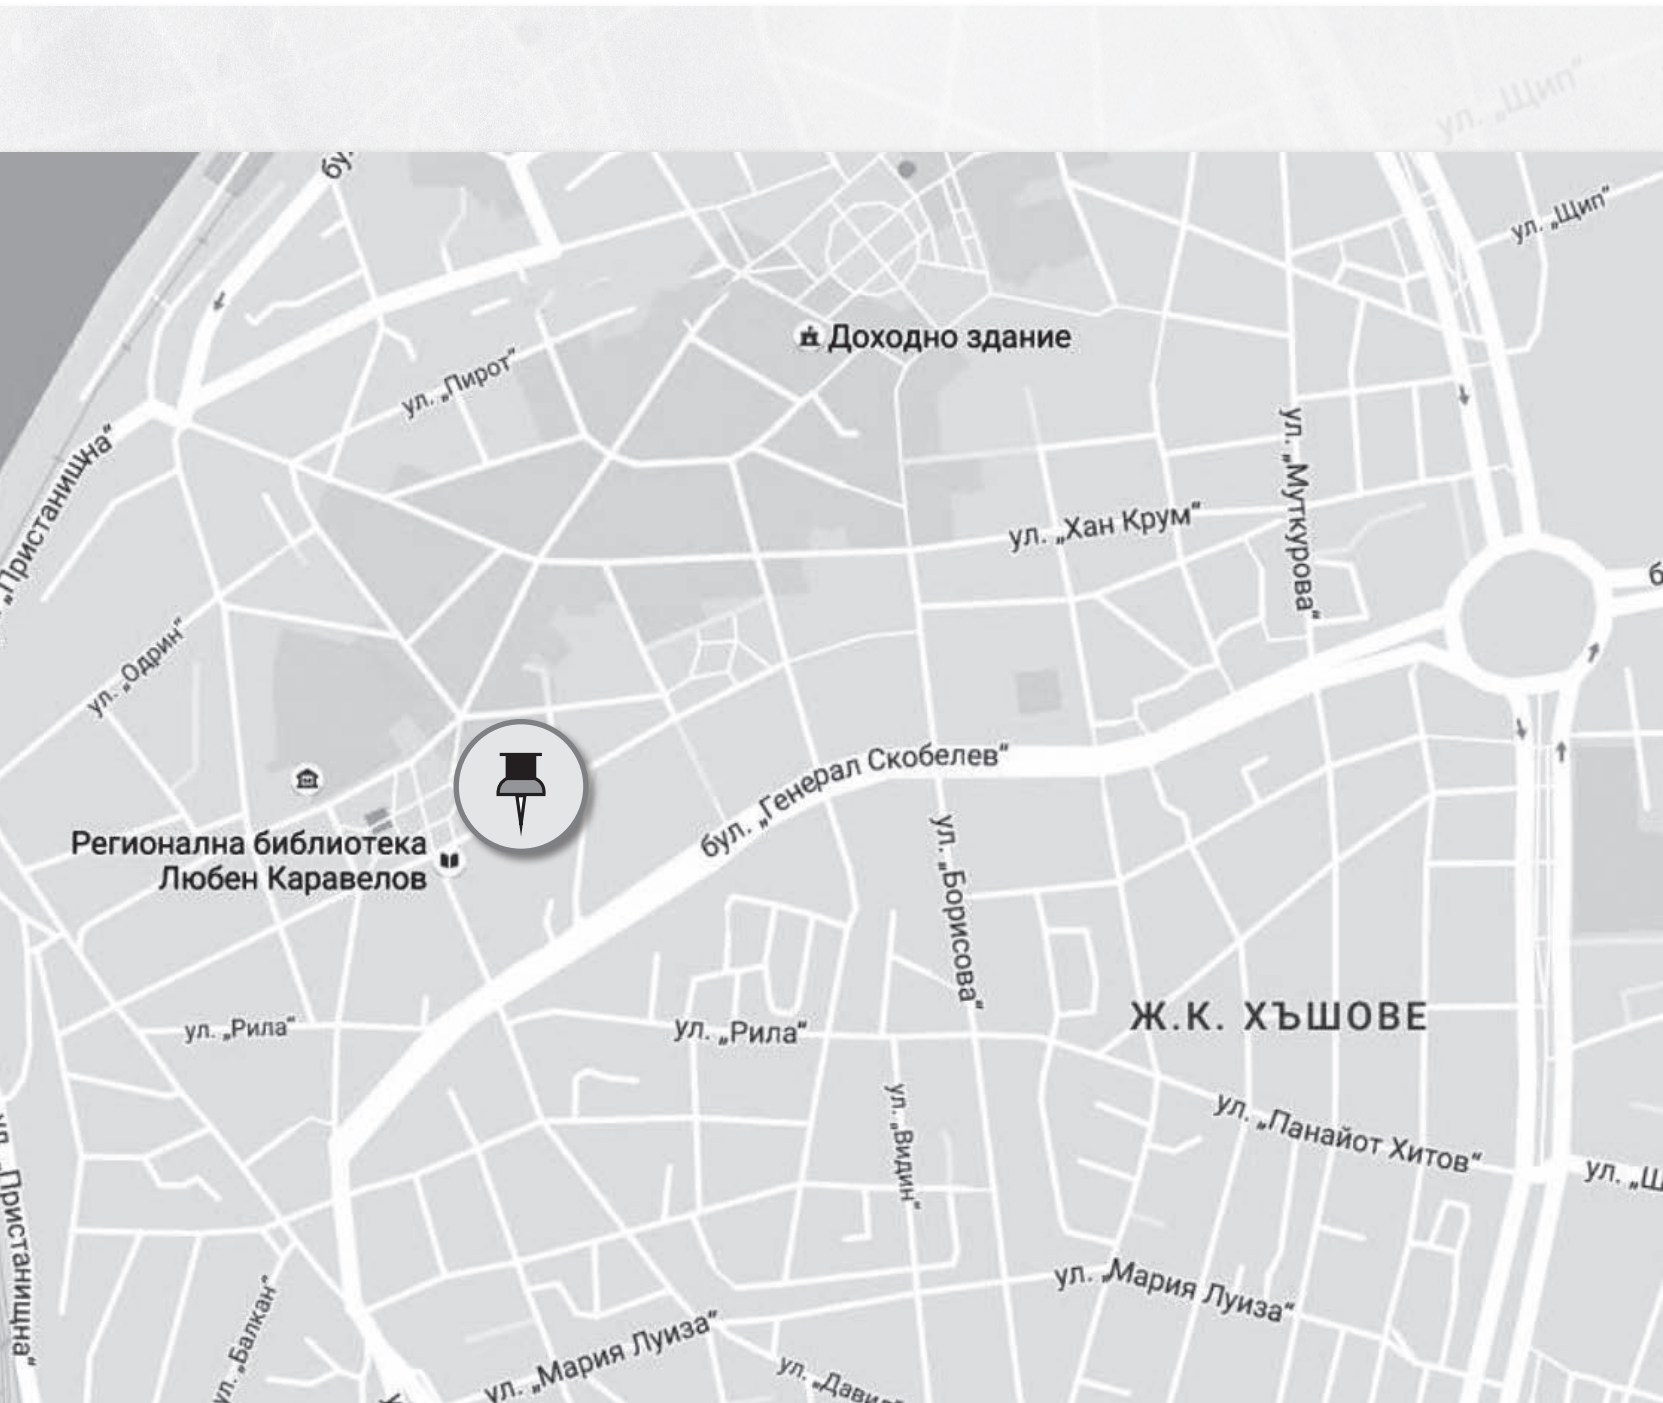 ул. „Щип“
ул. „Щип“
Доходно здание
ул. „Пирот“
„Пристанищна“
ул. „Муткурова“
ул. „Хан Крум“
ул. „Одрин“
бул. „Генерал Скобелев“
Регионална библиотека
Любен Каравелов
ул. „Борисова“
ул. „Рила“
ул. „Рила“
Ж.К. ХЪШОВЕ
ул. „Видин“
ул. „Панайот Хитов“
ул. „Пристанищна“
ул. „Балкан“
ул. „Мария Луиза“
ул. „Мария Луиза“